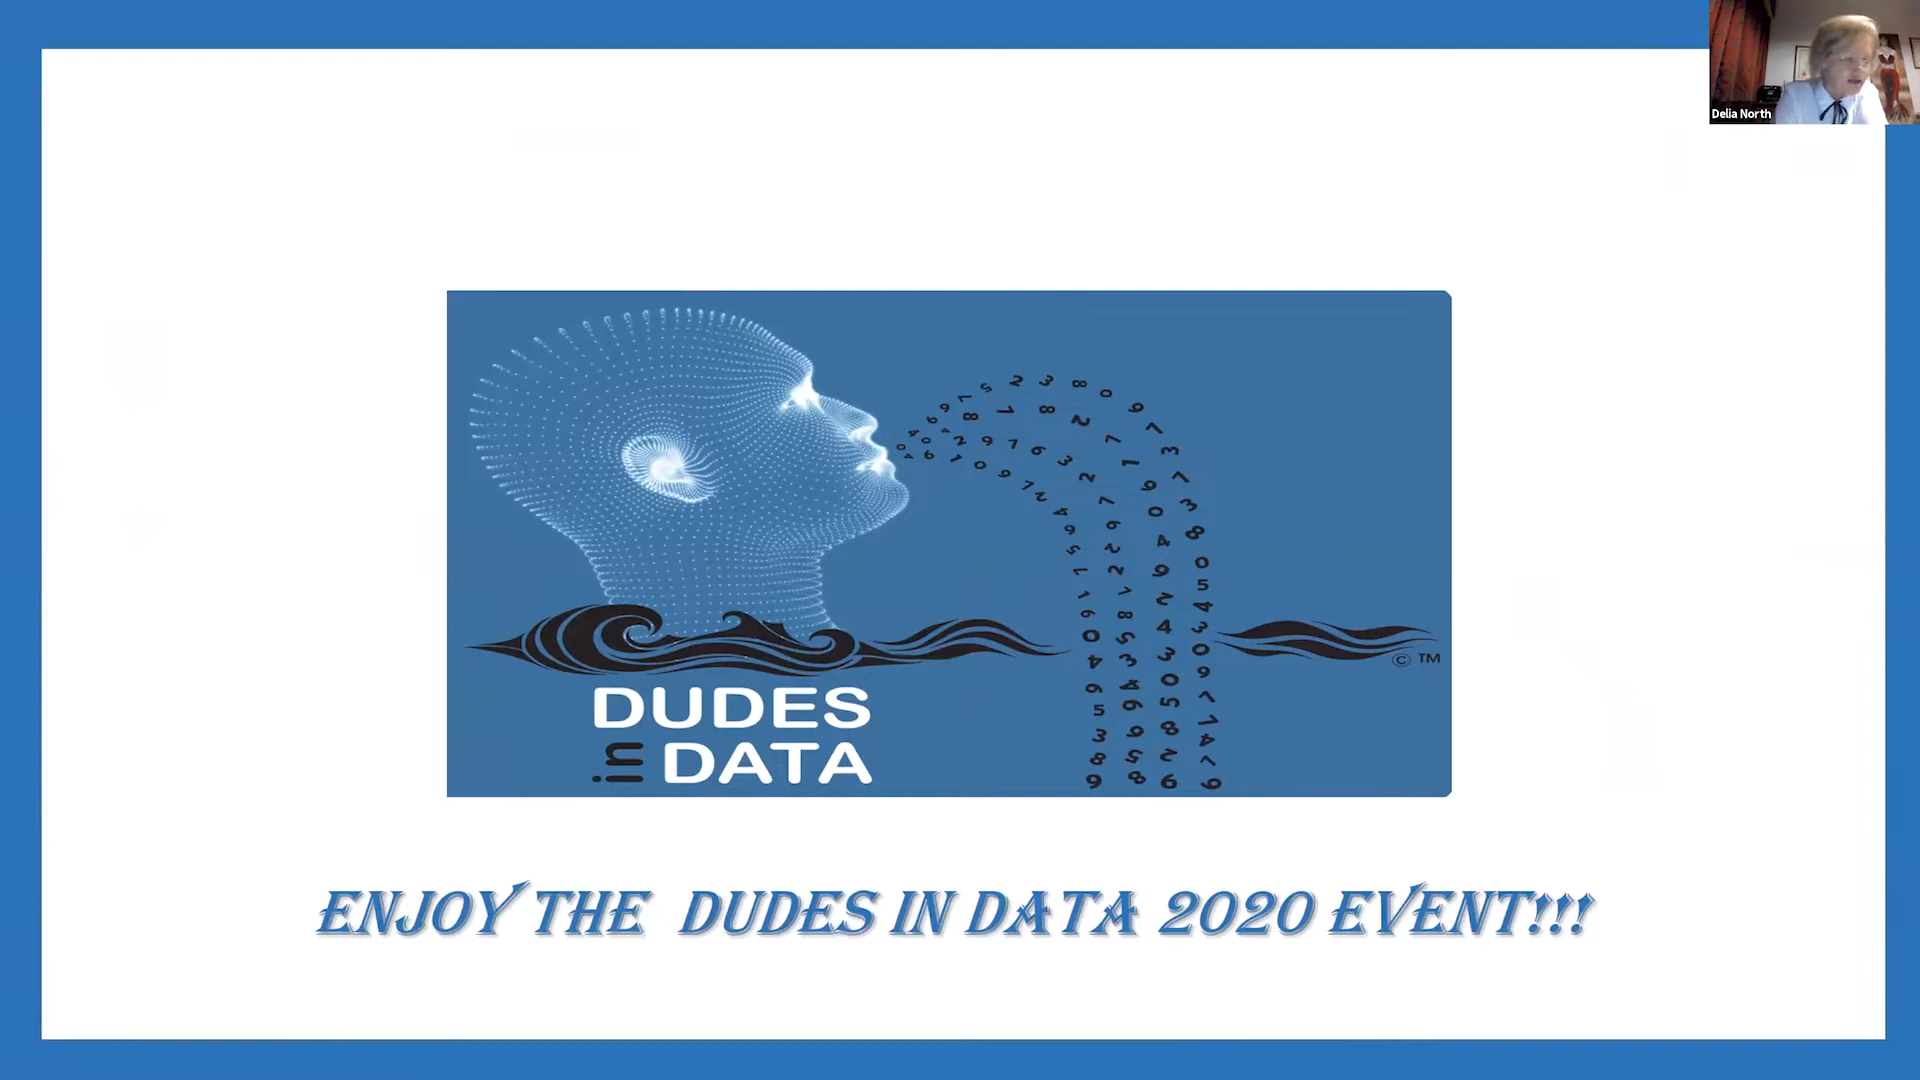 Delia North
© TM
DUDES
in DATA
ENJOY THE DUDES IN DATA 2020 EVENT!!!